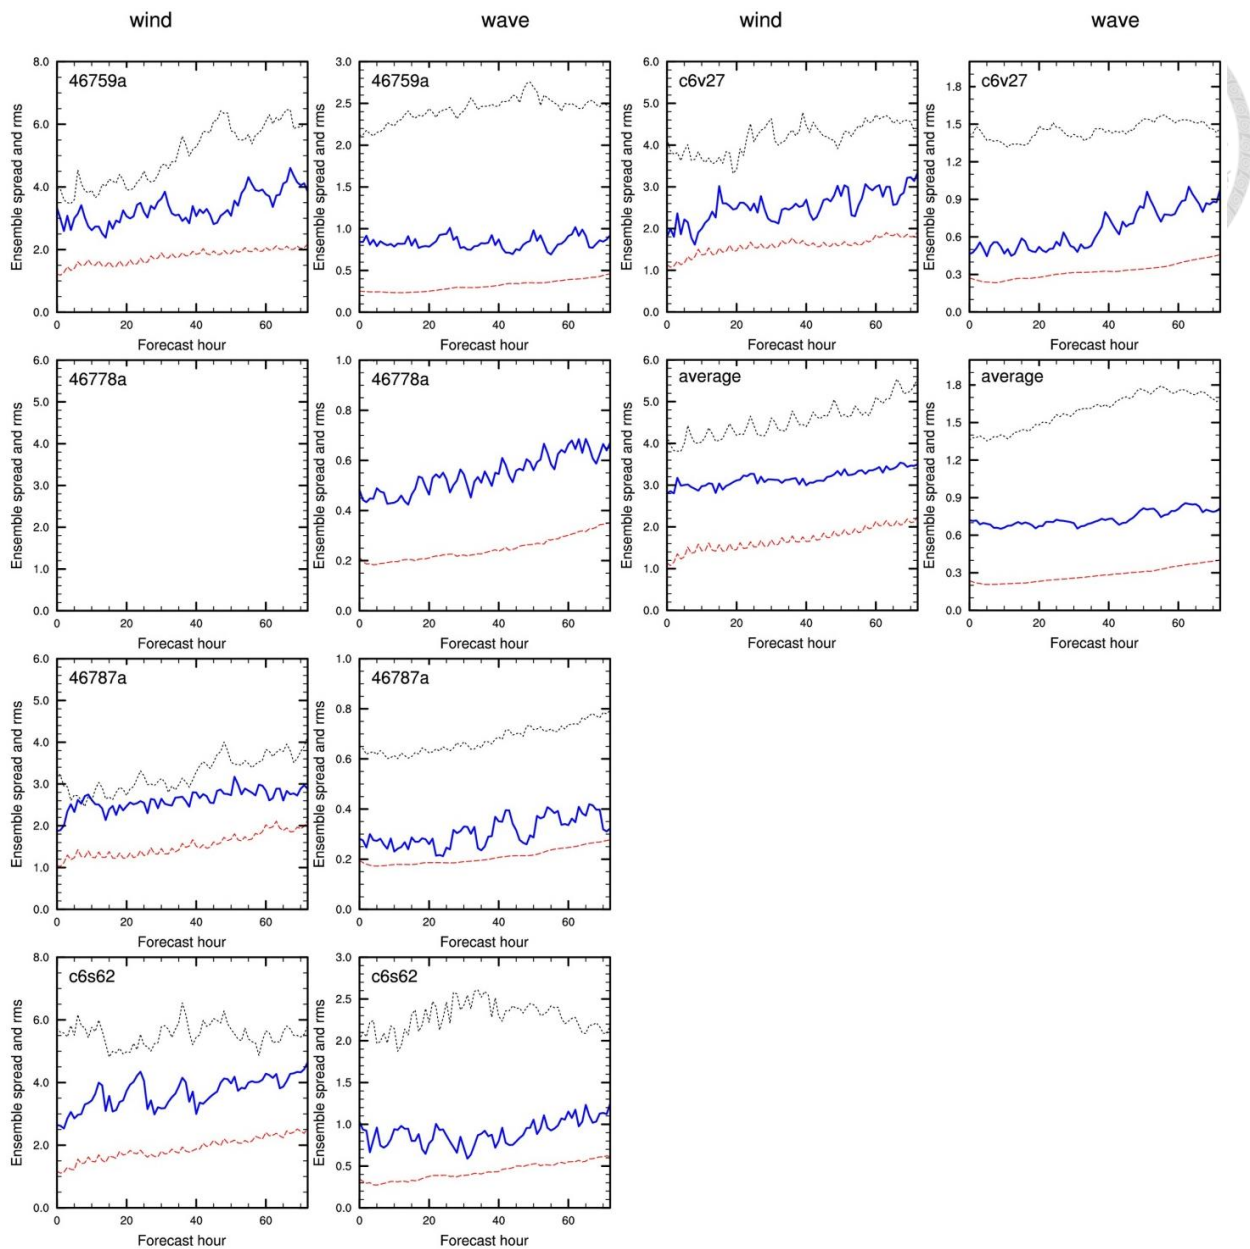 wind wave wind wave
46759a
8.0
6.0
4.0
2.0
0.0
Ensemble spread and rms
0 20 40 60
Forecast hour
46759a
3.0
2.5
2.0
1.5
1.0
0.5
0.0
Ensemble spread and rms
0 20 40 60
Forecast hour
c6v27
6.0
5.0
4.0
3.0
2.0
1.0
0.0
Ensemble spread and rms
0 20 40 60
Forecast hour
c6v27
1.8
1.5
1.2
0.9
0.6
0.3
0.0
Ensemble spread and rms
0 20 40 60
Forecast hour
46778a
6.0
5.0
4.0
3.0
2.0
1.0
0.0
Ensemble spread and rms
0 20 40 60
Forecast hour
46778a
1.0
0.8
0.6
0.4
0.2
0.0
Ensemble spread and rms
0 20 40 60
Forecast hour
average
6.0
5.0
4.0
3.0
2.0
1.0
0.0
Ensemble spread and rms
0 20 40 60
Forecast hour
average
1.8
1.5
1.2
0.9
0.6
0.3
0.0
Ensemble spread and rms
0 20 40 60
Forecast hour
46787a
6.0
5.0
4.0
3.0
2.0
1.0
0.0
Ensemble spread and rms
0 20 40 60
Forecast hour
46787a
1.0
0.8
0.6
0.4
0.2
0.0
Ensemble spread and rms
0 20 40 60
Forecast hour
c6s62
8.0
6.0
4.0
2.0
0.0
Ensemble spread and rms
0 20 40 60
Forecast hour
c6s62
3.0
2.5
2.0
1.5
1.0
0.5
0.0
Ensemble spread and rms
0 20 40 60
Forecast hour